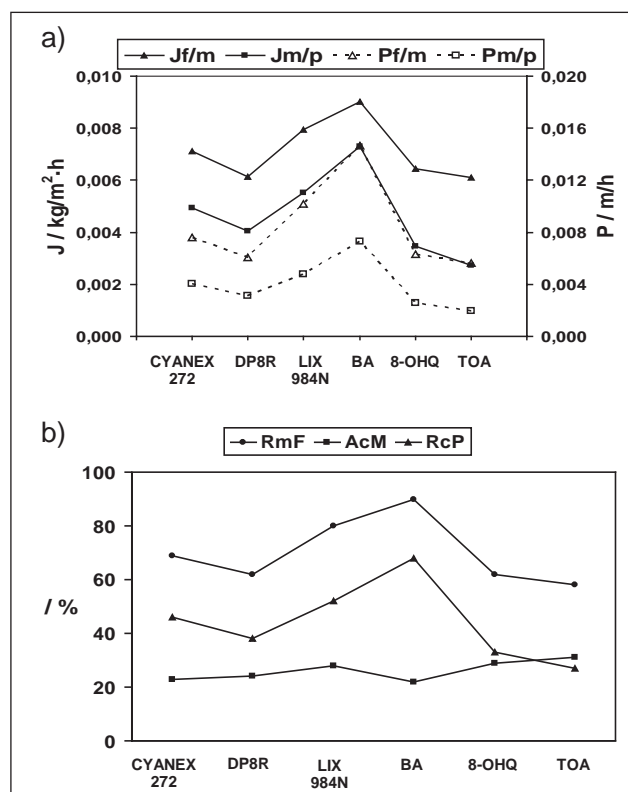 a)
Jf/m Jm/p Pf/m Pm/p
0,010 0,020
0,008 0,016
0,006 0,012
0,004 0,008
0,002 0,004
0,000 0,000
J / kg/m²·h
P / m/h
CYANEX 272 DP8R LIX 984N BA 8-OHQ TOA
b)
RmF AcM RcP
100
80
60
40
20
0
/ %
CYANEX 272 DP8R LIX 984N BA 8-OHQ TOA